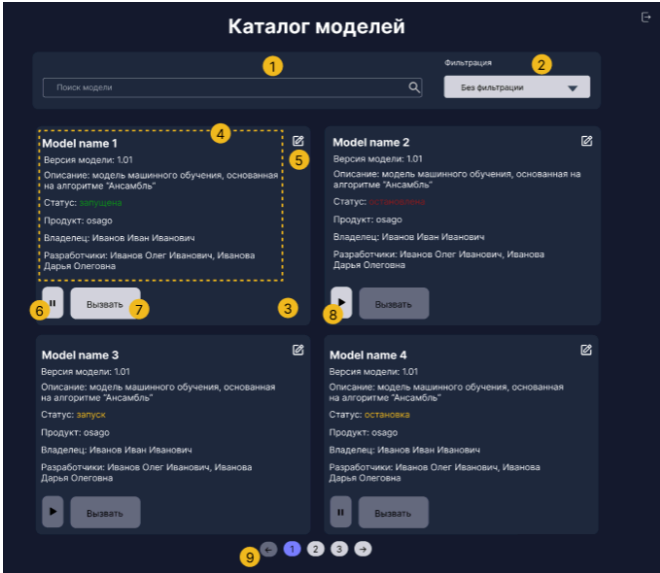 Каталог моделей
1
Фильтрация
2
Поиск модели
Без фильтрации
4
Model name 1
5
Версия модели: 1.01
Описание: модель машинного обучения, основанная
на алгоритме "Ансамбль"
Статус: запущена
Продукт: osago
Владелец: Иванов Иван Иванович
Разработчики: Иванов Олег Иванович, Иванова
Дарья Олеговна
6
Вызвать
7
3
Model name 2
Версия модели: 1.01
Описание: модель машинного обучения, основанная на
алгоритме "Ансамбль"
Статус: остановлена
Продукт: osago
Владелец: Иванов Иван Иванович
Разработчики: Иванов Олег Иванович, Иванова
Дарья Олеговна
8
Вызвать
Model name 3
Версия модели: 1.01
Описание: модель машинного обучения, основанная
на алгоритме "Ансамбль"
Статус: запуск
Продукт: osago
Владелец: Иванов Иван Иванович
Разработчики: Иванов Олег Иванович, Иванова
Дарья Олеговна
Вызвать
Model name 4
Версия модели: 1.01
Описание: модель машинного обучения, основанная
на алгоритме "Ансамбль"
Статус: остановка
Продукт: osago
Владелец: Иванов Иван Иванович
Разработчики: Иванов Олег Иванович, Иванова
Дарья Олеговна
Вызвать
9
← 1 2 3 →